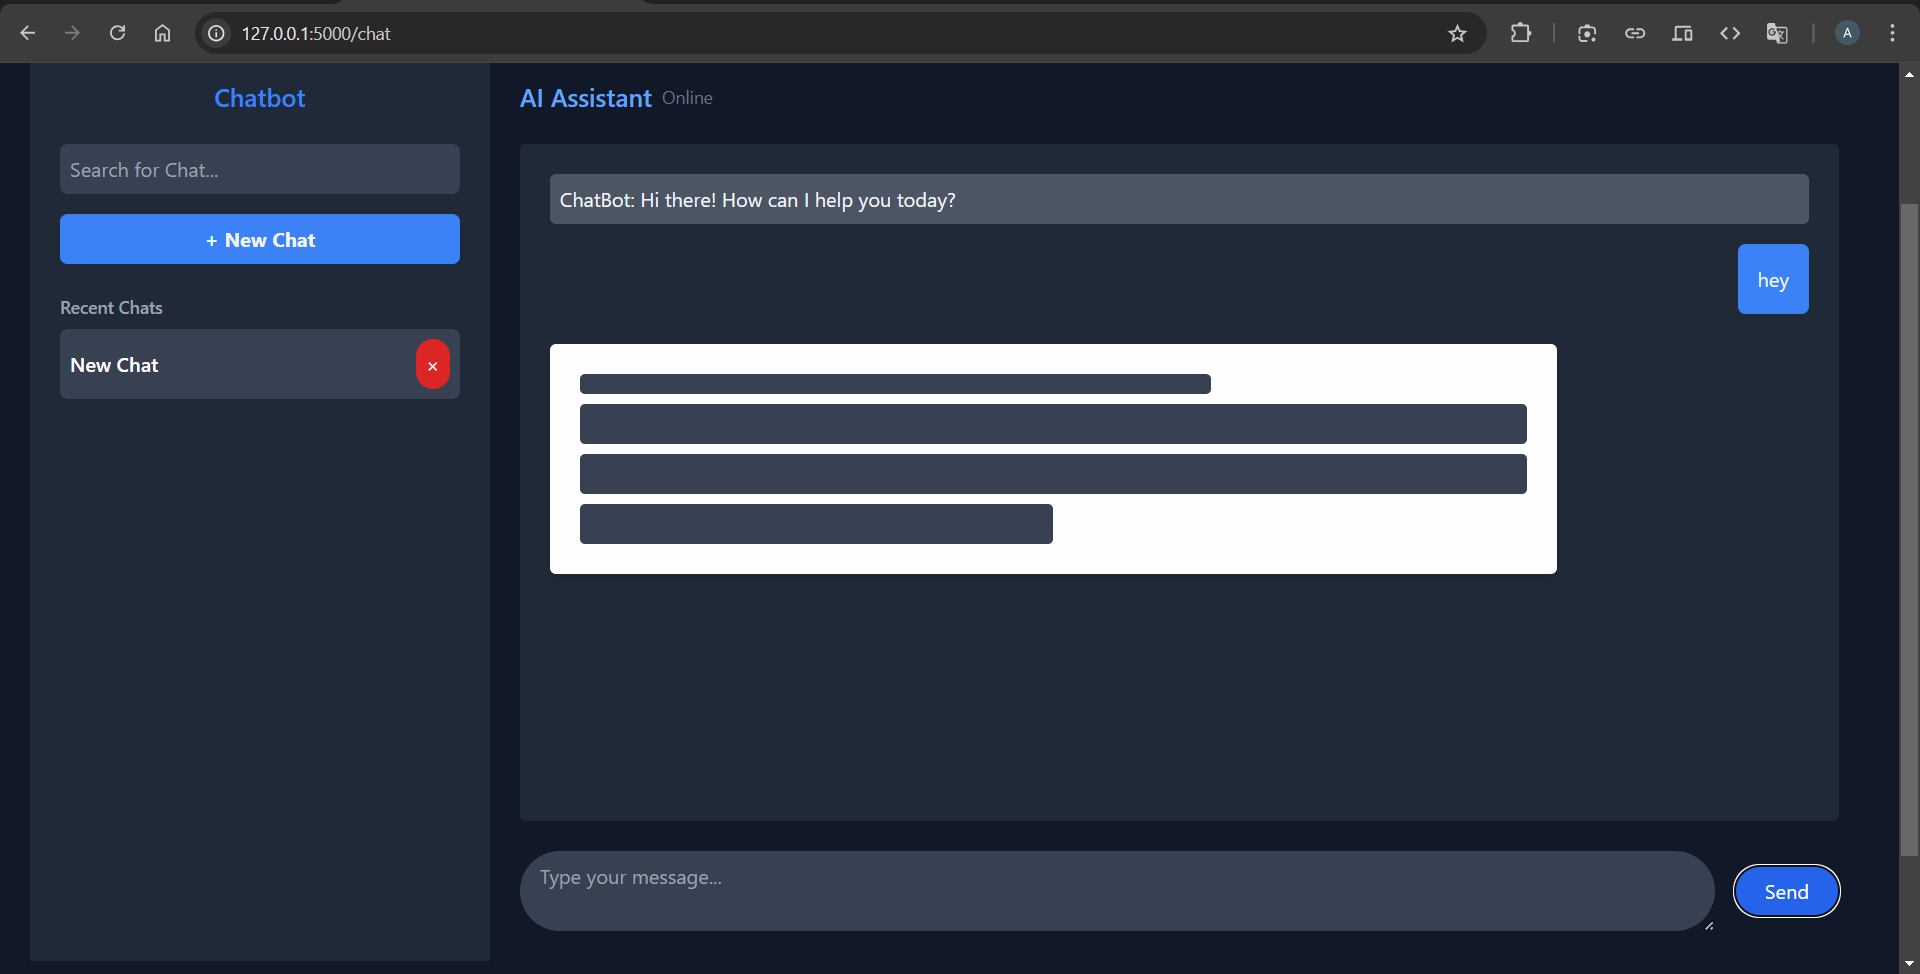 127.0.0.1:5000/chat
A
Chatbot
Search for Chat...
+ New Chat
Recent Chats
New Chat
×
AI Assistant Online
ChatBot: Hi there! How can I help you today?
hey
Type your message...
Send